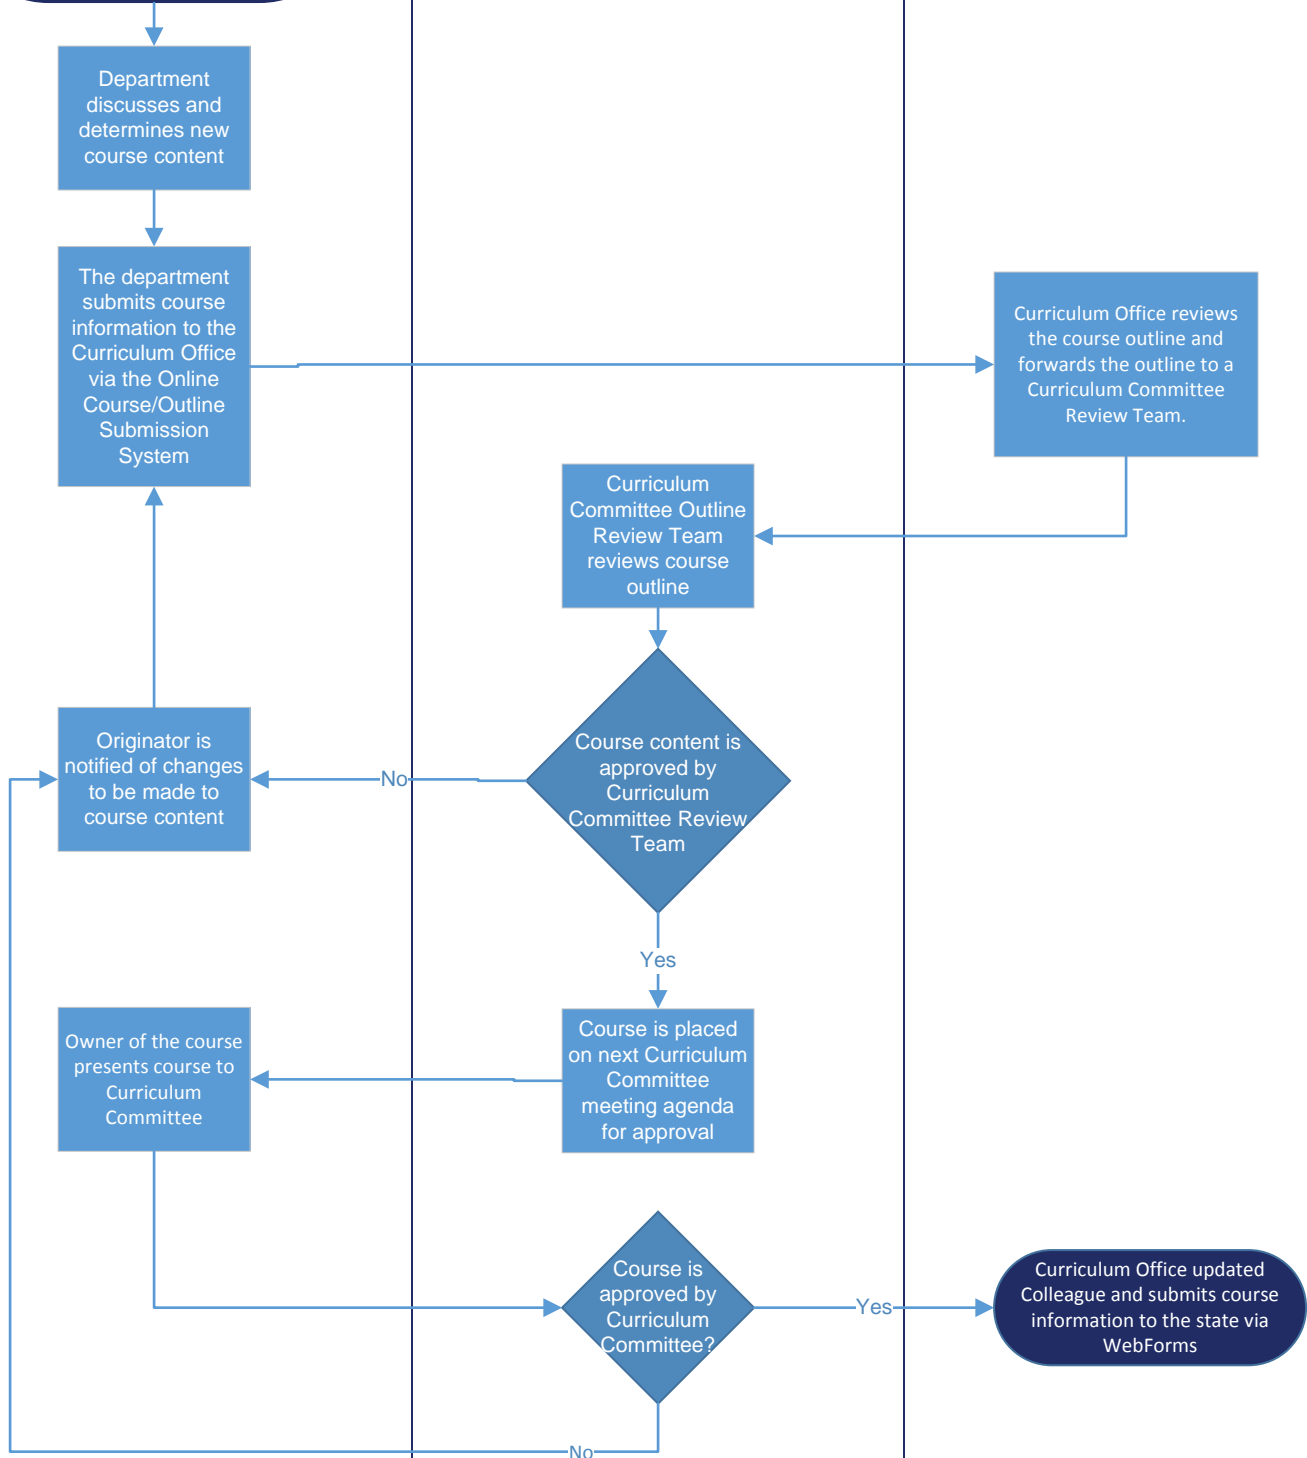 Department
discusses and
determines new
course content
The department
submits course
information to the
Curriculum Office
via the Online
Course/Outline
Submission
System
Curriculum Office reviews
the course outline and
forwards the outline to a
Curriculum Committee
Review Team.
Curriculum
Committee Outline
Review Team
reviews course
outline
Course content is
approved by
Curriculum
Committee Review
Team
No
Originator is
notified of changes
to be made to
course content
Yes
Course is placed
on next Curriculum
Committee
meeting agenda
for approval
Owner of the course
presents course to
Curriculum
Committee
Course is
approved by
Curriculum
Committee?
Yes
Curriculum Office updated
Colleague and submits course
information to the state via
WebForms
No